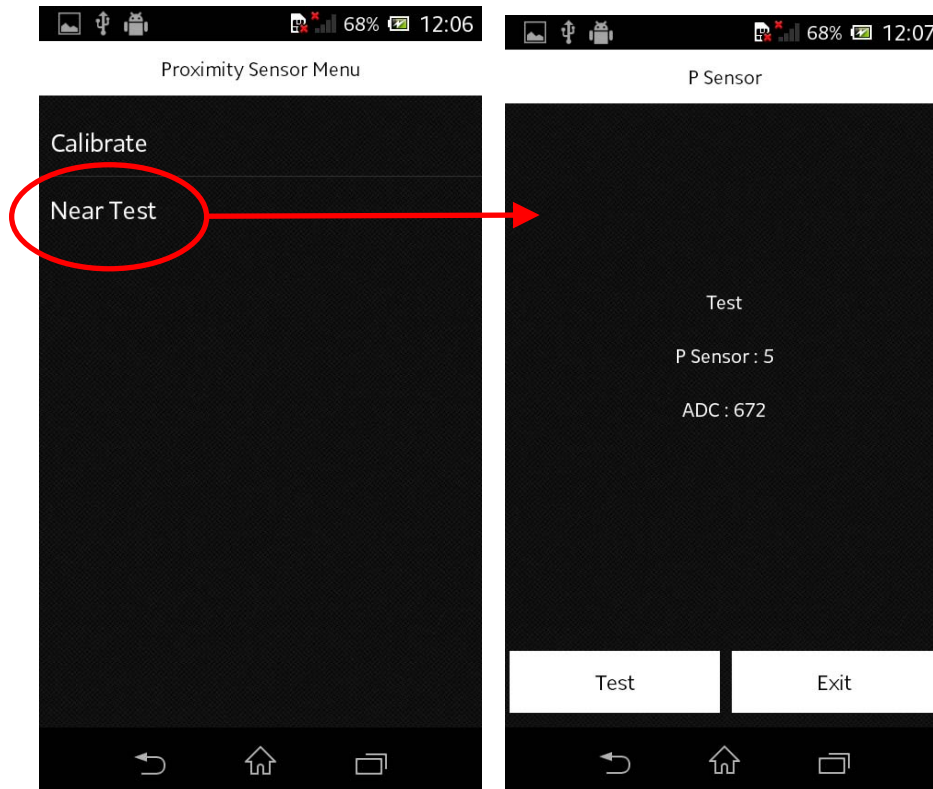 68% 12:06
Proximity Sensor Menu
Calibrate
Near Test
68% 12:07
P Sensor
Test
P Sensor : 5
ADC : 672
Test
Exit